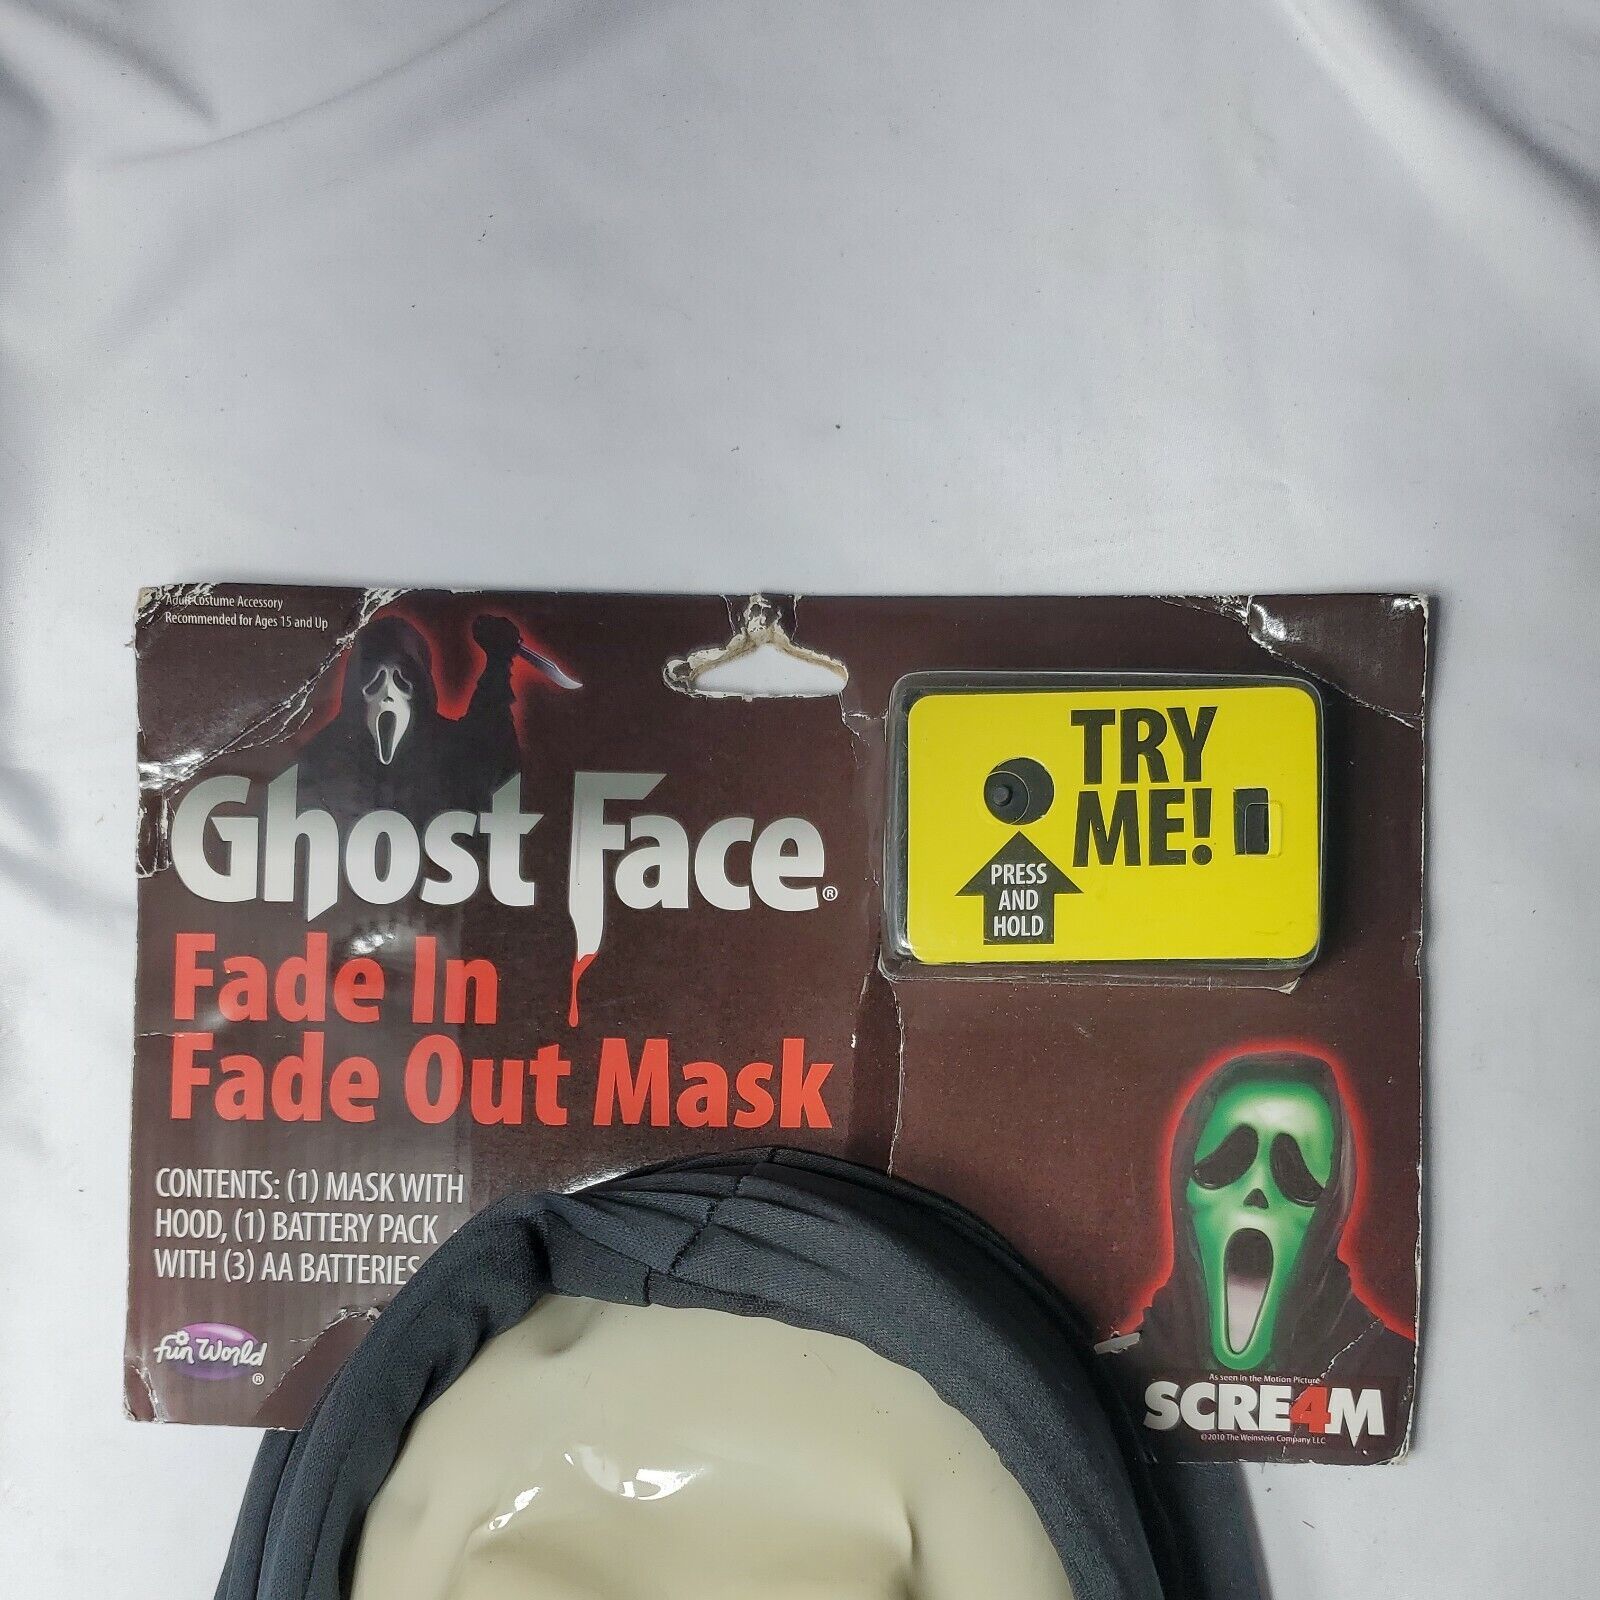 Adult Costume Accessory
Recommended for Ages 15 and Up
Ghost Face®
Fade In
Fade Out Mask
CONTENTS: (1) MASK WITH
HOOD, (1) BATTERY PACK
WITH (3) AA BATTERIES
fun World®
TRY
ME!
PRESS
AND
HOLD
As seen in the Motion Picture
SCRE4M
©2010 The Weinstein Company LLC